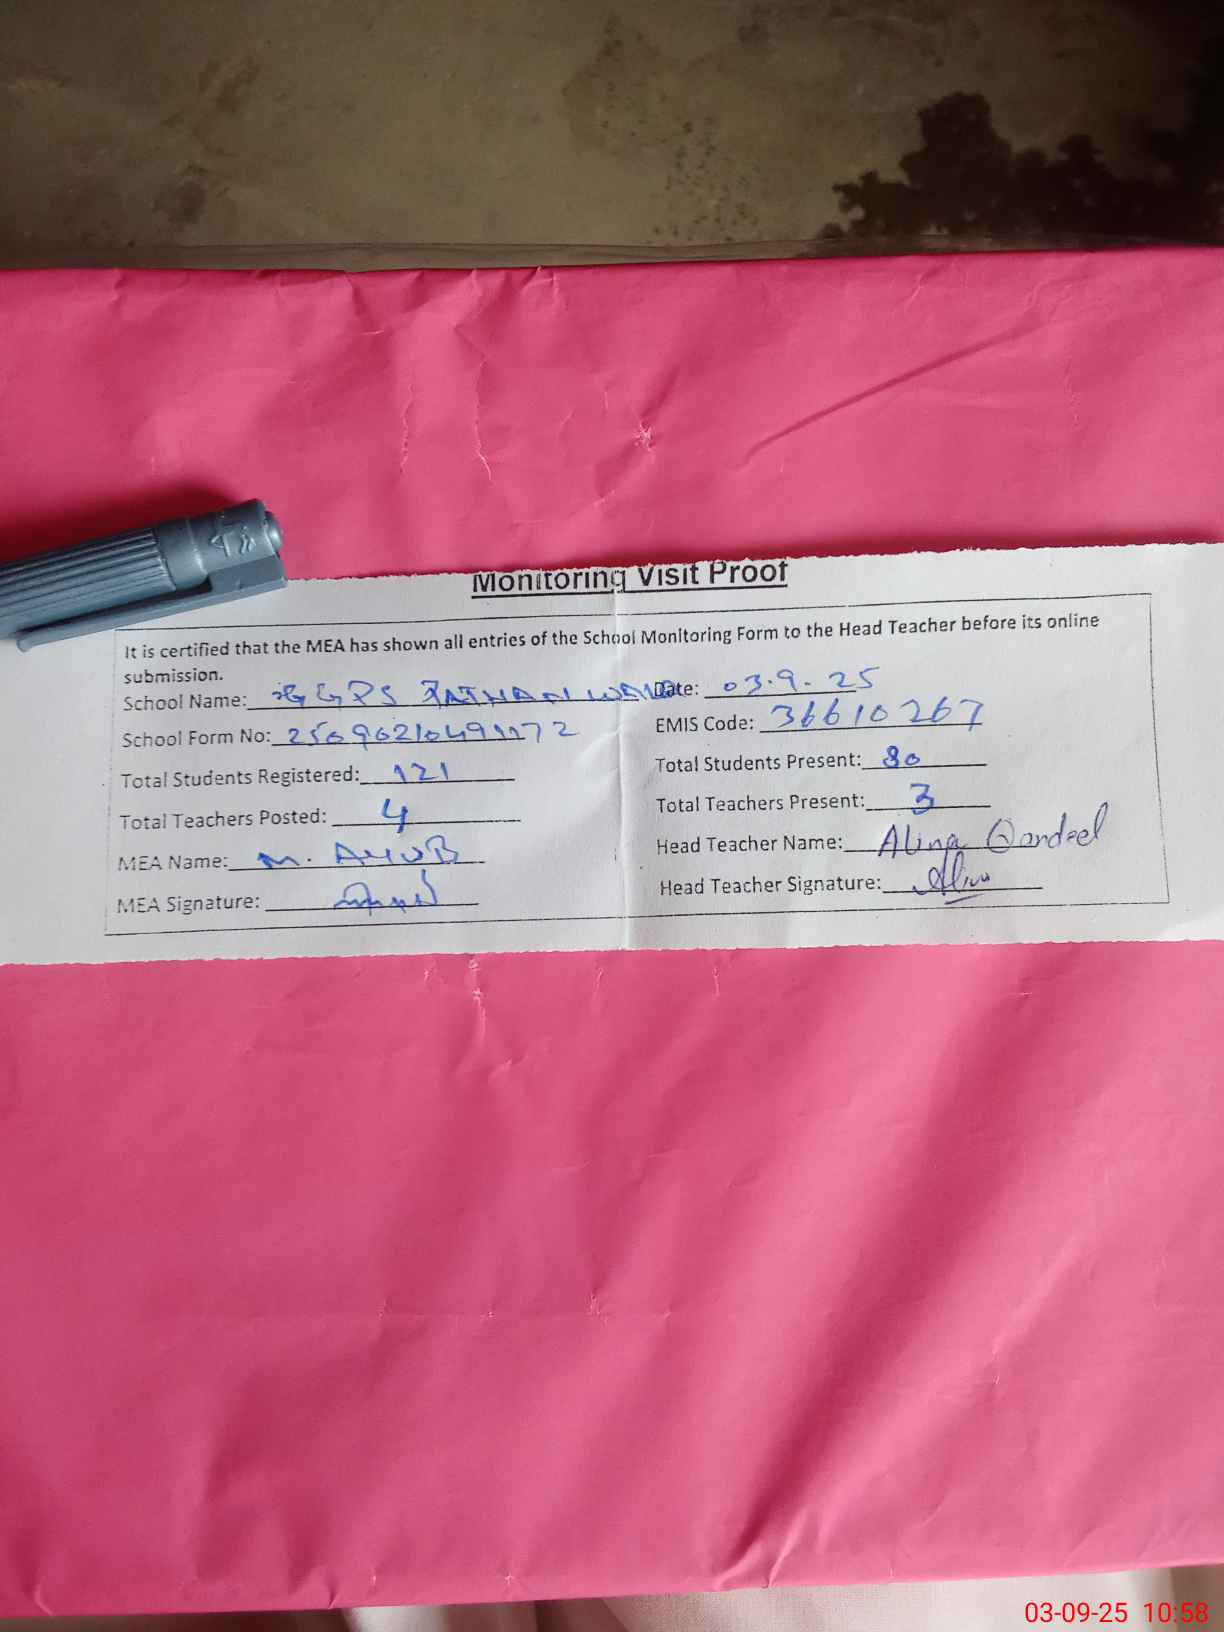 Monitoring Visit Proof
It is certified that the MEA has shown all entries of the School Monitoring Form to the Head Teacher before its online
submission.
School Name: GGPS PATHAN WALA Date: 03.9.25
School Form No: EMIS Code: 36610267
Total Students Registered: 121 Total Students Present: 80
Total Teachers Posted: 4 Total Teachers Present: 3
MEA Name: M. AYUB Head Teacher Name: Alina Qandeel
MEA Signature: Head Teacher Signature: Alina
03-09-25 10:58